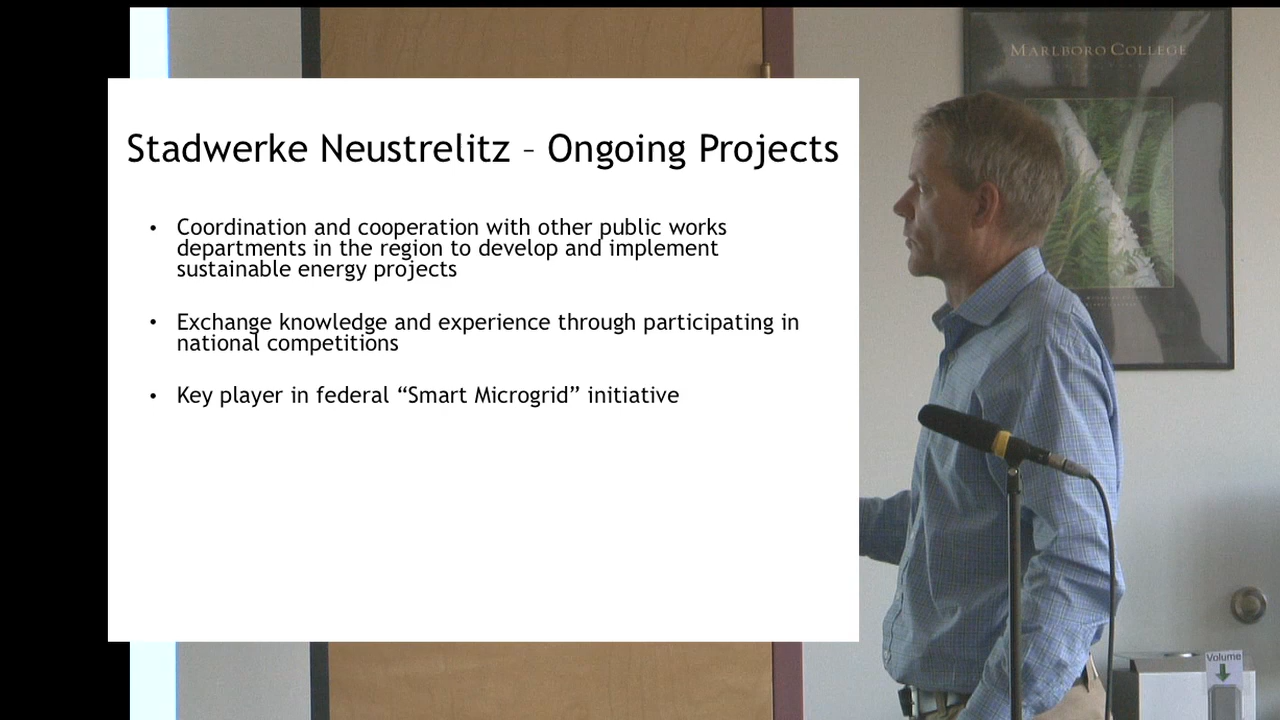 MARLBORO COLLEGE
Stadwerke Neustrelitz – Ongoing Projects
• Coordination and cooperation with other public works
departments in the region to develop and implement
sustainable energy projects
• Exchange knowledge and experience through participating in
national competitions
• Key player in federal “Smart Microgrid” initiative
Volume